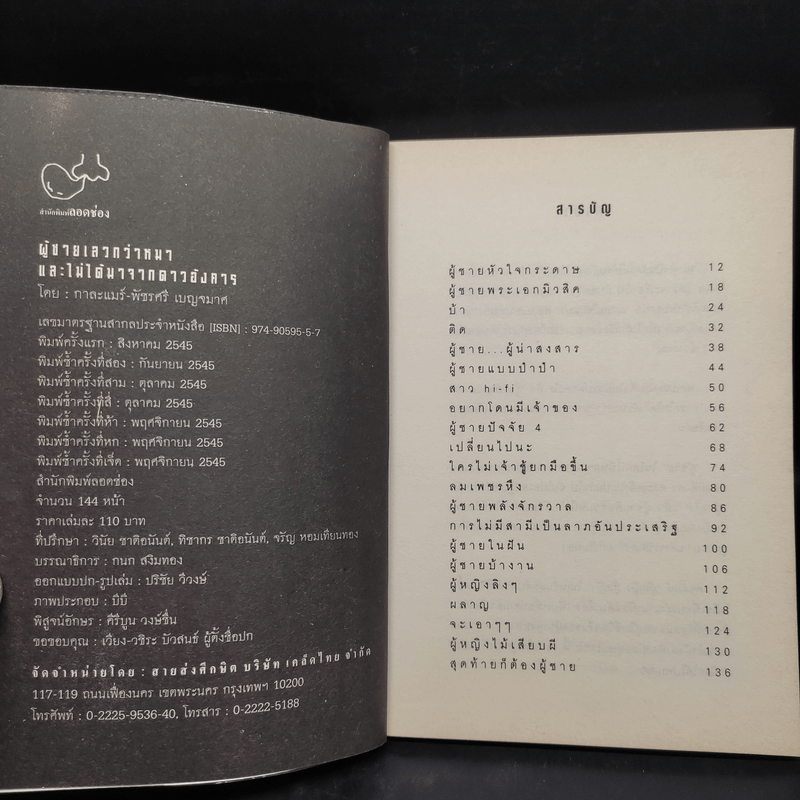 สำนักพิมพ์ลอดช่อง
ผู้ชายเลวกว่าหมา
และไม่ได้มาจากดาวอังคาร
โดย : กาละแมร์-พัชรศรี เบญจมาศ
เลขมาตรฐานสากลประจำหนังสือ [ISBN] : 974-90595-5-7
พิมพ์ครั้งแรก : สิงหาคม 2545
พิมพ์ซ้ำครั้งที่สอง : กันยายน 2545
พิมพ์ซ้ำครั้งที่สาม : ตุลาคม 2545
พิมพ์ซ้ำครั้งที่สี่ : ตุลาคม 2545
พิมพ์ซ้ำครั้งที่ห้า : พฤศจิกายน 2545
พิมพ์ซ้ำครั้งที่หก : พฤศจิกายน 2545
พิมพ์ซ้ำครั้งที่เจ็ด : พฤศจิกายน 2545
สำนักพิมพ์ลอดช่อง
จำนวน 144 หน้า
ราคาเล่มละ 110 บาท
ที่ปรึกษา : วินัย ชาติอนันต์, ทิชากร ชาติอนันต์, จรัญ หอมเทียนทอง
บรรณาธิการ : กนก สงิมทอง
ออกแบบปก-รูปเล่ม : ปริชัย วีวงษ์
ภาพประกอบ : บีบี
พิสูจน์อักษร : คีรีบูน วงษ์ชื่น
ขอขอบคุณ : เวียง-วชิระ บัวสนธ์ ผู้ตั้งชื่อปก
จัดจำหน่ายโดย : สายส่งศึกษิต บริษัท เคล็ดไทย จำกัด
117-119 ถนนเฟื่องนคร เขตพระนคร กรุงเทพฯ 10200
โทรศัพท์ : 0-2225-9536-40, โทรสาร : 0-2222-5188
สารบัญ
ผู้ชายหัวใจกระดาษ 12
ผู้ชายพระเอกมิวสิค 18
บ้า 24
ติด 32
ผู้ชาย...ผู้น่าสงสาร 38
ผู้ชายแบบป๋าป๋า 44
สาว hi-fi 50
อยากโดนมีเจ้าของ 56
ผู้ชายปัจจัย 4 62
เปลี่ยนไปนะ 68
ใครไม่เจ้าชู้ยกมือขึ้น 74
ลมเพชรหึง 80
ผู้ชายพลังจักรวาล 86
การไม่มีสามีเป็นลาภอันประเสริฐ 92
ผู้ชายในฝัน 100
ผู้ชายบ้างาน 106
ผู้หญิงลิงๆ 112
ผลาญ 118
จะเอาๆๆ 124
ผู้หญิงไม้เสียบผี 130
สุดท้ายก็ต้องผู้ชาย 136